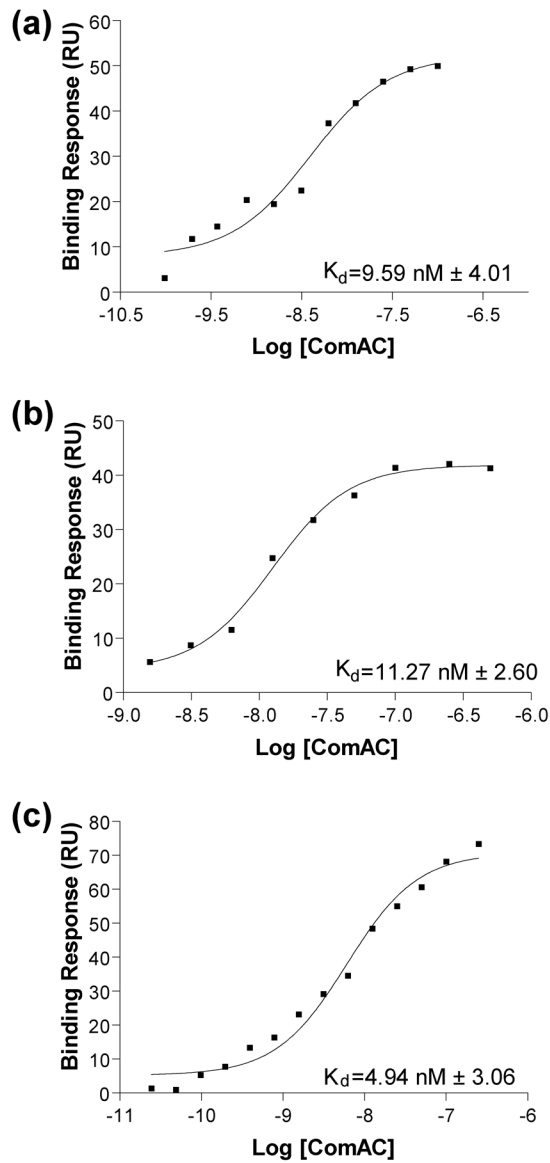 (a)
60
50
40
30
20
10
0
Binding Response (RU)
Kd=9.59 nM ± 4.01
-10.5 -9.5 -8.5 -7.5 -6.5
Log [ComAC]
(b)
50
40
30
20
10
0
Binding Response (RU)
Kd=11.27 nM ± 2.60
-9.0 -8.5 -8.0 -7.5 -7.0 -6.5 -6.0
Log [ComAC]
(c)
80
70
60
50
40
30
20
10
0
Binding Response (RU)
Kd=4.94 nM ± 3.06
-11 -10 -9 -8 -7 -6
Log [ComAC]